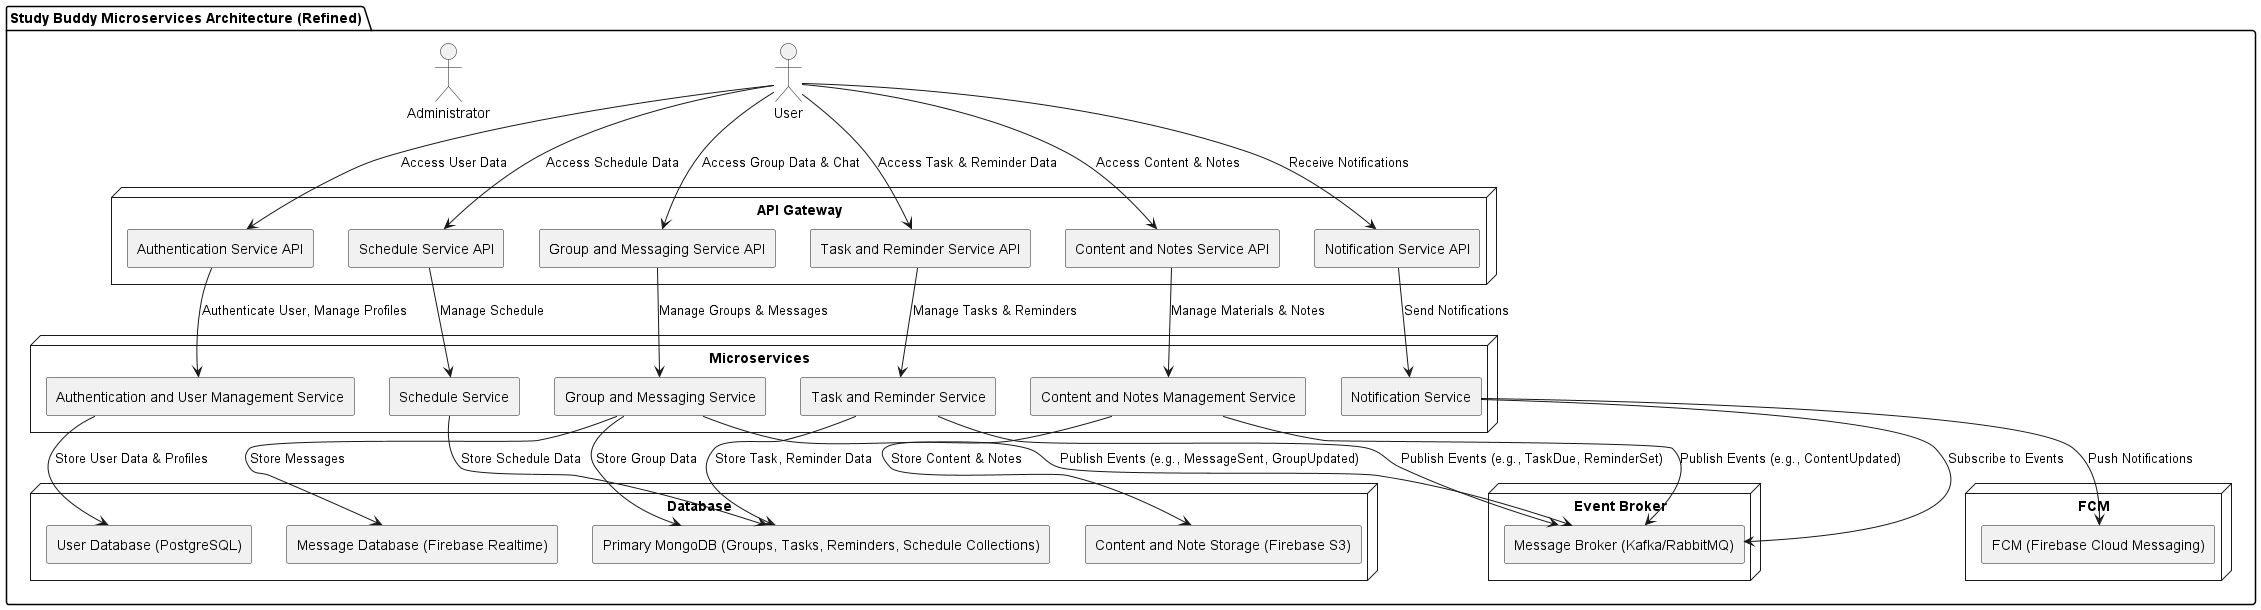 Study Buddy Microservices Architecture (Refined)
Administrator
User
Access User Data
Access Schedule Data
Access Group Data & Chat
Access Task & Reminder Data
Access Content & Notes
Receive Notifications
API Gateway
Authentication Service API
Schedule Service API
Group and Messaging Service API
Task and Reminder Service API
Content and Notes Service API
Notification Service API
Authenticate User, Manage Profiles
Manage Schedule
Manage Groups & Messages
Manage Tasks & Reminders
Manage Materials & Notes
Send Notifications
Microservices
Authentication and User Management Service
Schedule Service
Group and Messaging Service
Task and Reminder Service
Content and Notes Management Service
Notification Service
Store User Data & Profiles
Store Messages
Store Schedule Data
Store Group Data
Store Task, Reminder Data
Store Content & Notes
Publish Events (e.g., MessageSent, GroupUpdated)
Publish Events (e.g., TaskDue, ReminderSet)
Publish Events (e.g., ContentUpdated)
Subscribe to Events
Push Notifications
Database
Event Broker
FCM
User Database (PostgreSQL)
Message Database (Firebase Realtime)
Primary MongoDB (Groups, Tasks, Reminders, Schedule Collections)
Content and Note Storage (Firebase S3)
Message Broker (Kafka/RabbitMQ)
FCM (Firebase Cloud Messaging)